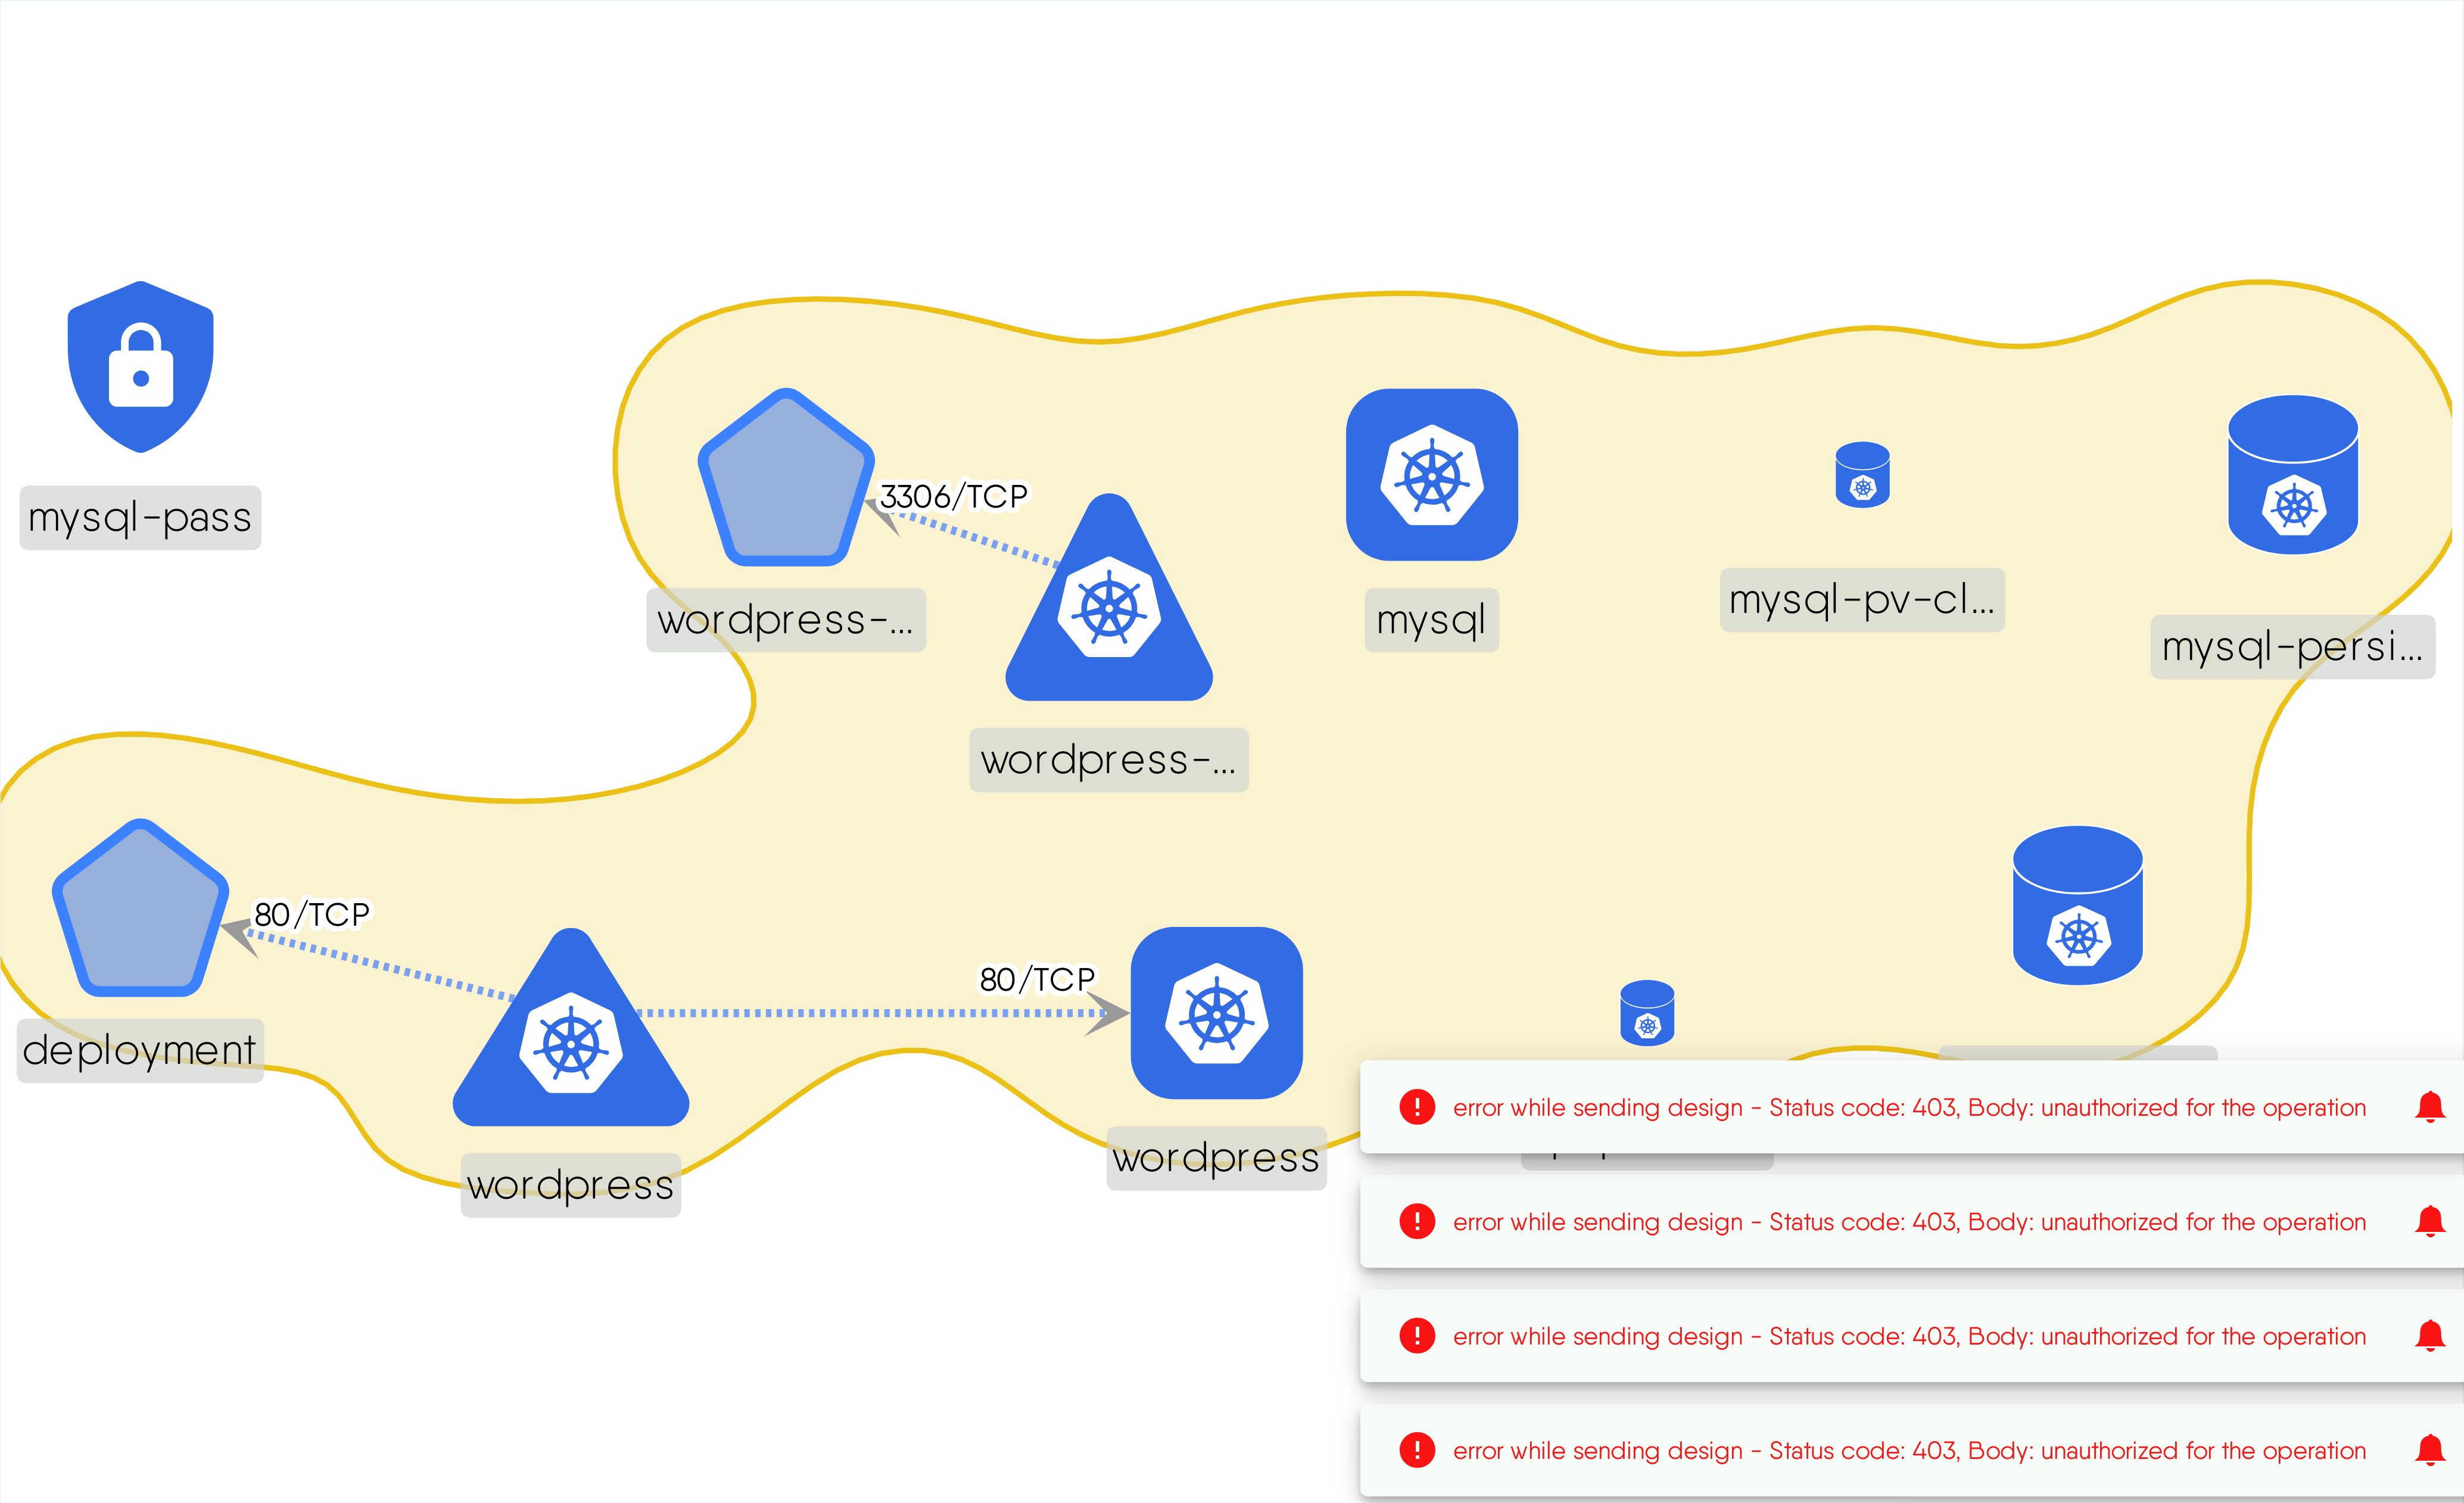 mysql-pass
3306/TCP
wordpress-...
mysql
mysql-pv-cl...
mysql-persi...
wordpress-...
80/TCP
80/TCP
deployment
wordpress
wordpress
error while sending design - Status code: 403, Body: unauthorized for the operation
error while sending design - Status code: 403, Body: unauthorized for the operation
error while sending design - Status code: 403, Body: unauthorized for the operation
error while sending design - Status code: 403, Body: unauthorized for the operation